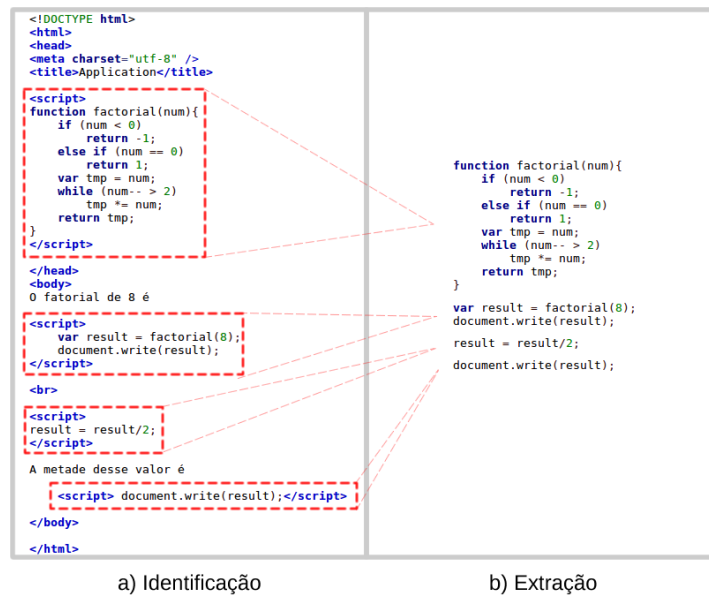 <!DOCTYPE html>
<html>
<head>
<meta charset="utf-8" />
<title>Application</title>
<script>
function factorial(num){
    if (num < 0)
        return -1;
    else if (num == 0)
        return 1;
    var tmp = num;
    while (num-- > 2)
        tmp *= num;
    return tmp;
}
</script>
</head>
<body>
O fatorial de 8 é
<script>
    var result = factorial(8);
    document.write(result);
</script>
<br>
<script>
result = result/2;
</script>
A metade desse valor é
    <script> document.write(result);</script>
</body>
</html>
function factorial(num){
    if (num < 0)
        return -1;
    else if (num == 0)
        return 1;
    var tmp = num;
    while (num-- > 2)
        tmp *= num;
    return tmp;
}
var result = factorial(8);
document.write(result);
result = result/2;
document.write(result);
a) Identificação
b) Extração